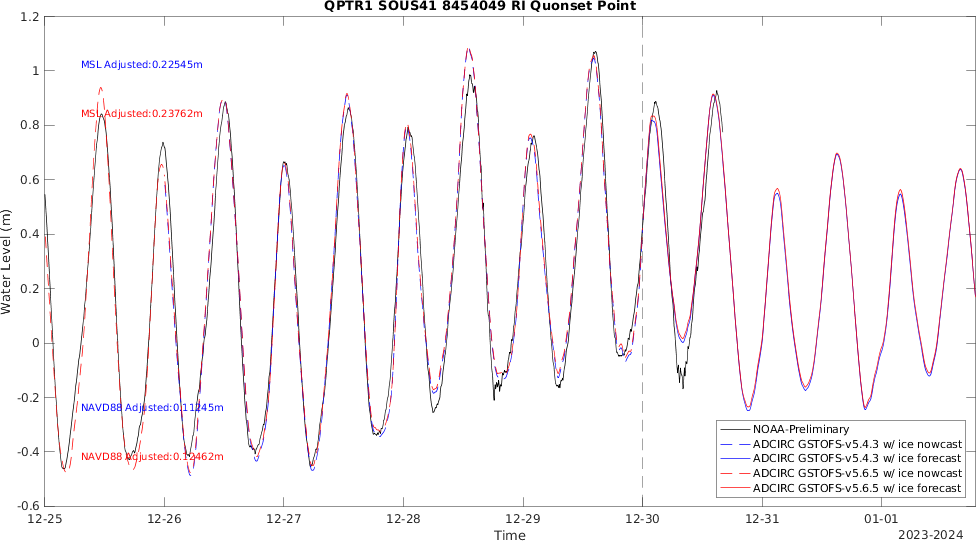 QPTR1 SOUS41 8454049 RI Quonset Point
1.2
1
0.8
0.6
0.4
0.2
0
-0.2
-0.4
-0.6
Water Level (m)
MSL Adjusted:0.22545m
MSL Adjusted:0.23762m
NAVD88 Adjusted:0.11245m
NAVD88 Adjusted:0.12462m
NOAA-Preliminary
ADCIRC GSTOFS-v5.4.3 w/ ice nowcast
ADCIRC GSTOFS-v5.4.3 w/ ice forecast
ADCIRC GSTOFS-v5.6.5 w/ ice nowcast
ADCIRC GSTOFS-v5.6.5 w/ ice forecast
12-25 12-26 12-27 12-28 12-29 12-30 12-31 01-01
Time
2023-2024